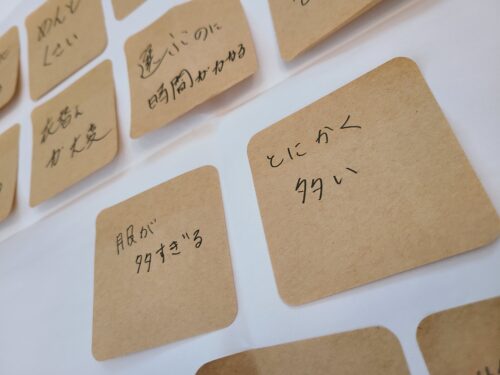 めんど
くさい
選ぶのに
時間がかかる
衣替え
が大変
とにかく
多い
服が
多すぎる